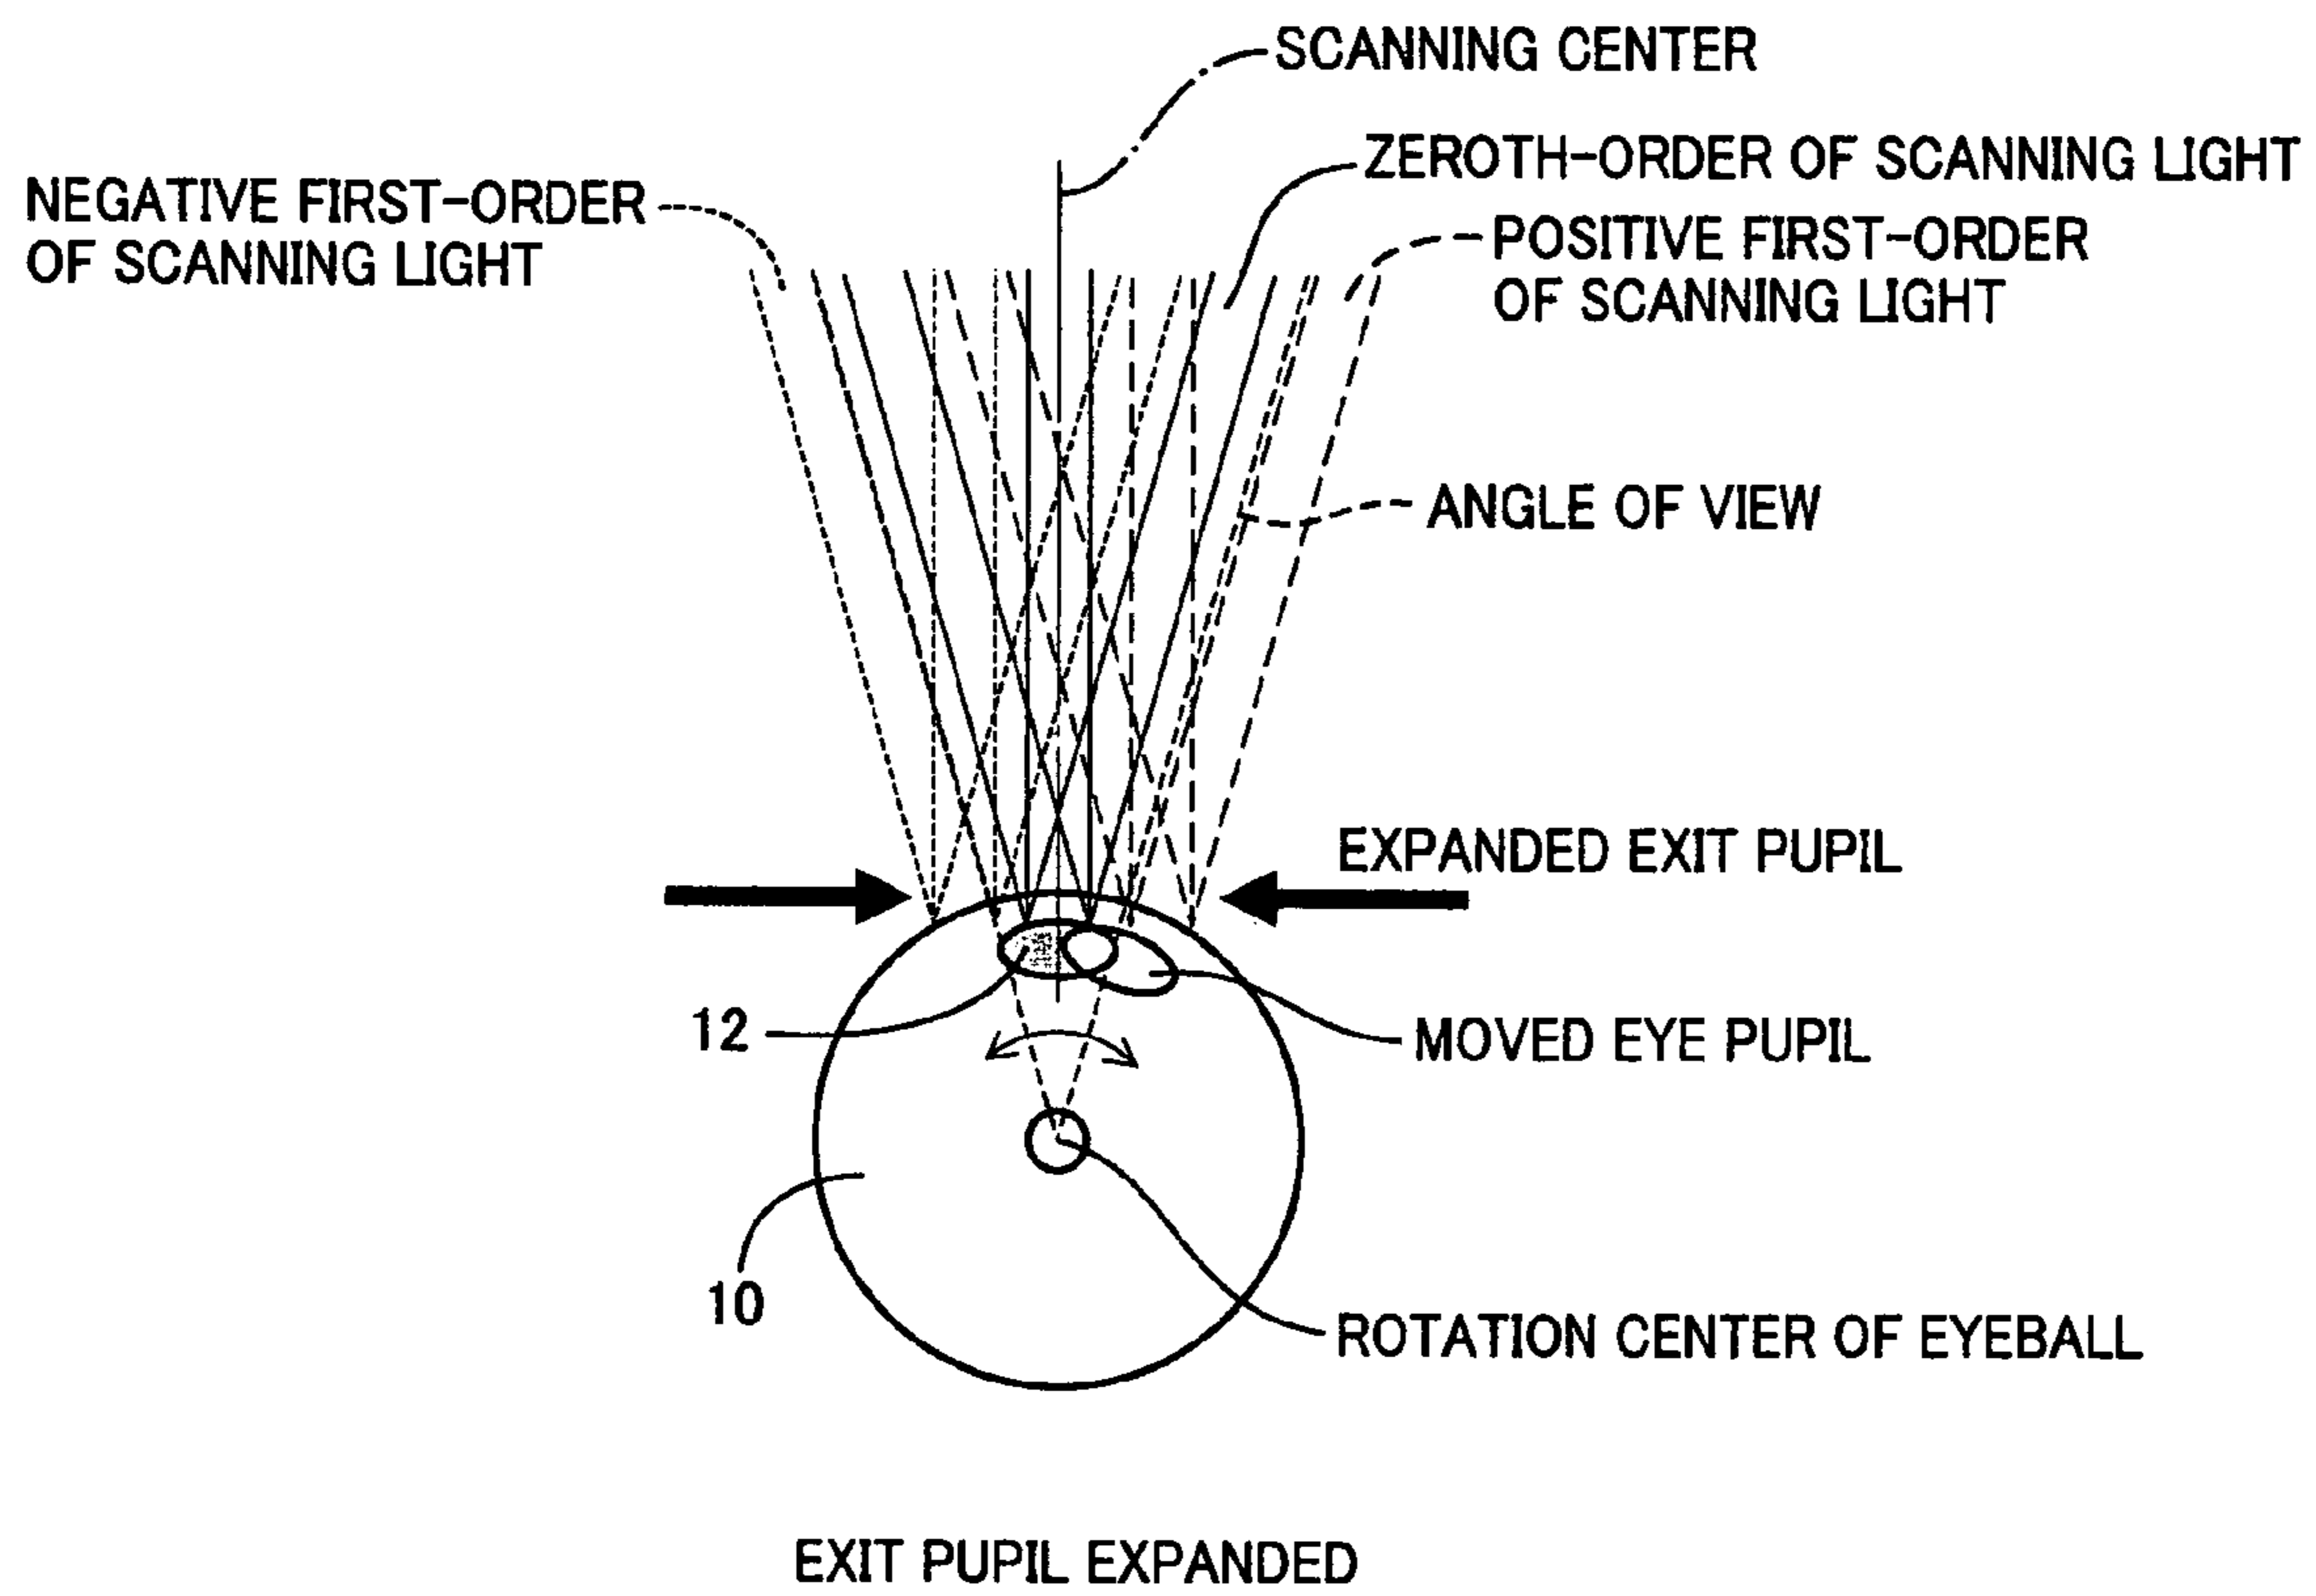 SCANNING CENTER
ZEROTH-ORDER OF SCANNING LIGHT
NEGATIVE FIRST-ORDER
OF SCANNING LIGHT
POSITIVE FIRST-ORDER
OF SCANNING LIGHT
ANGLE OF VIEW
EXPANDED EXIT PUPIL
12
MOVED EYE PUPIL
10
ROTATION CENTER OF EYEBALL
EXIT PUPIL EXPANDED